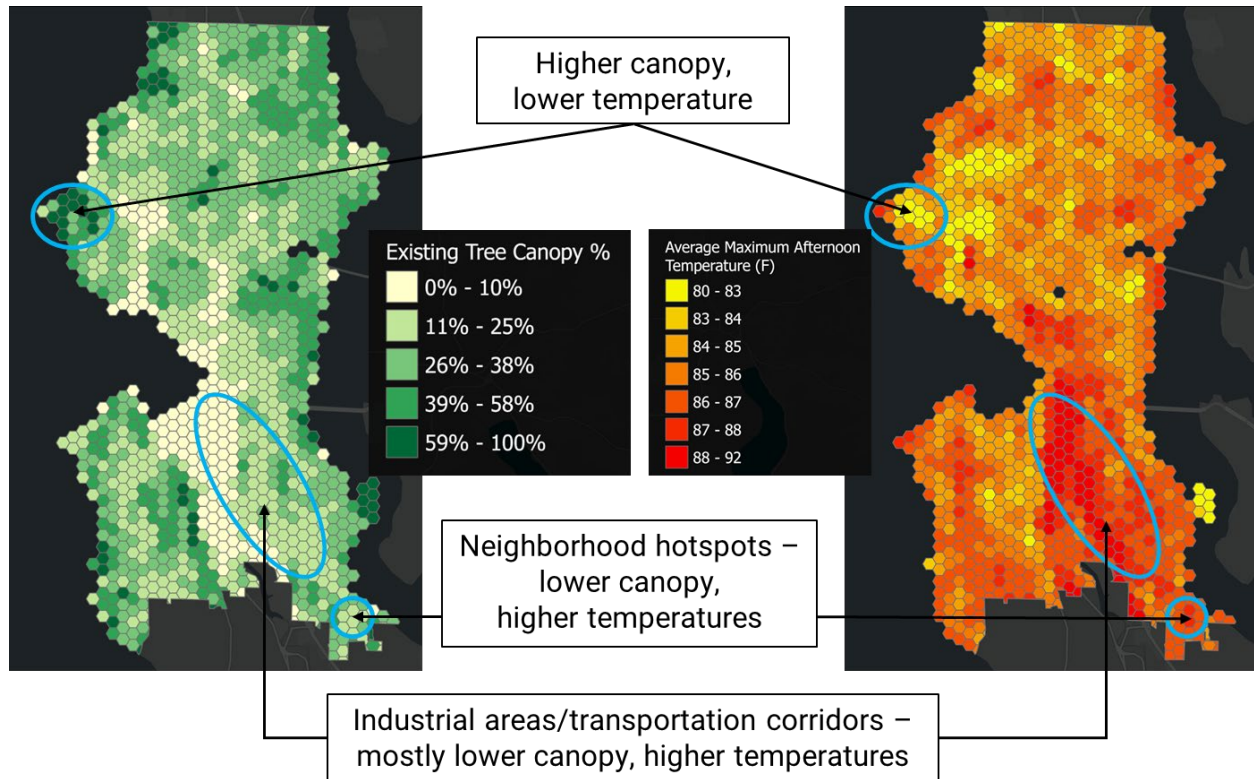 Higher canopy,
lower temperature
Existing Tree Canopy %
0% - 10%
11% - 25%
26% - 38%
39% - 58%
59% - 100%
Average Maximum Afternoon
Temperature (F)
80 - 83
83 - 84
84 - 85
85 - 86
86 - 87
87 - 88
88 - 92
Neighborhood hotspots –
lower canopy,
higher temperatures
Industrial areas/transportation corridors –
mostly lower canopy, higher temperatures